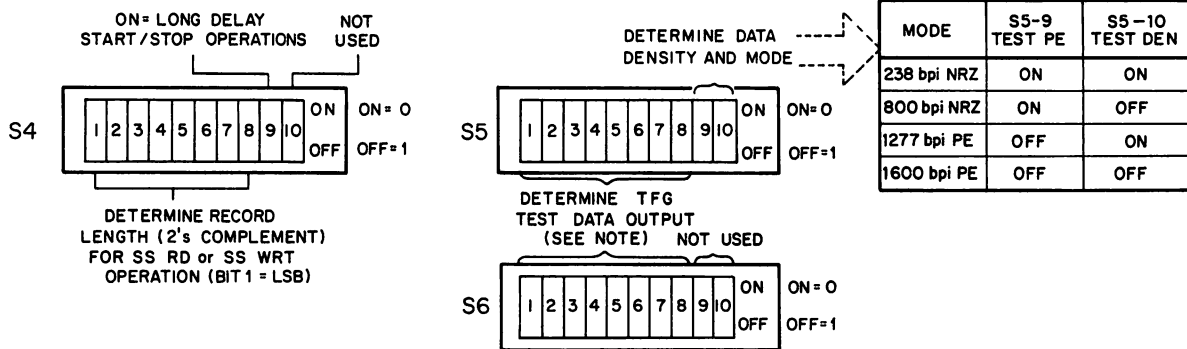 ON= LONG DELAY
START/STOP OPERATIONS
NOT
USED
S4
1 2 3 4 5 6 7 8 9 10
ON
OFF
ON= 0
OFF=1
DETERMINE RECORD
LENGTH (2's COMPLEMENT)
FOR SS RD or SS WRT
OPERATION (BIT 1 = LSB)
DETERMINE DATA
DENSITY AND MODE
S5
1 2 3 4 5 6 7 8 9 10
ON
OFF
ON=0
OFF=1
DETERMINE TFG
TEST DATA OUTPUT
(SEE NOTE)
NOT USED
S6
1 2 3 4 5 6 7 8 9 10
ON
OFF
ON=0
OFF=1
MODE S5-9 TEST PE S5-10 TEST DEN
238 bpi NRZ ON ON
800 bpi NRZ ON OFF
1277 bpi PE OFF ON
1600 bpi PE OFF OFF